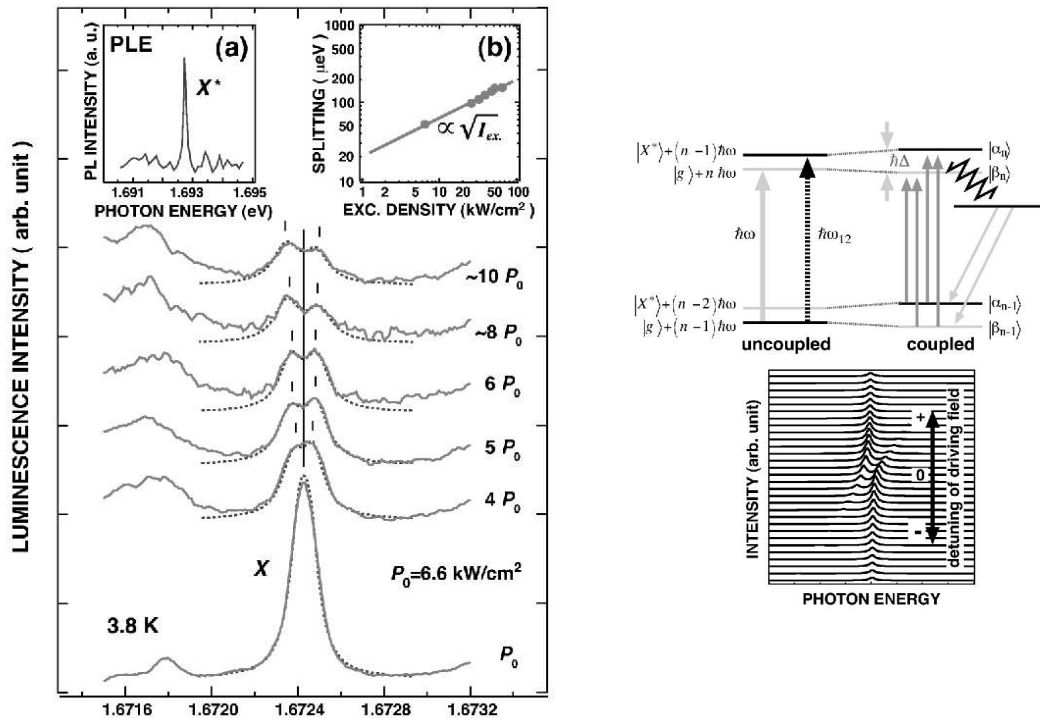 LUMINESCENCE INTENSITY ( arb. unit)
PLE
(a)
X*
PL INTENSITY (a. u.)
1.691
1.693
1.695
PHOTON ENERGY (eV)
(b)
SPLITTING ( μeV)
1000
500
200
100
50
20
10
∝ √I_ex.
1
2
5
10
20
50
100
EXC. DENSITY (kW/cm²)
~10 P₀
~8 P₀
6 P₀
5 P₀
4 P₀
X
P₀=6.6 kW/cm²
3.8 K
P₀
1.6716
1.6720
1.6724
1.6728
1.6732
|X*⟩+(n −1)ħω
|g⟩+n ħω
ħΔ
|αₙ⟩
|βₙ⟩
ħω
ħω₁₂
|X*⟩+(n −2)ħω
|g⟩+(n −1)ħω
|αₙ₋₁⟩
|βₙ₋₁⟩
uncoupled
coupled
INTENSITY (arb. unit)
+
0
-
detuning of driving field
PHOTON ENERGY